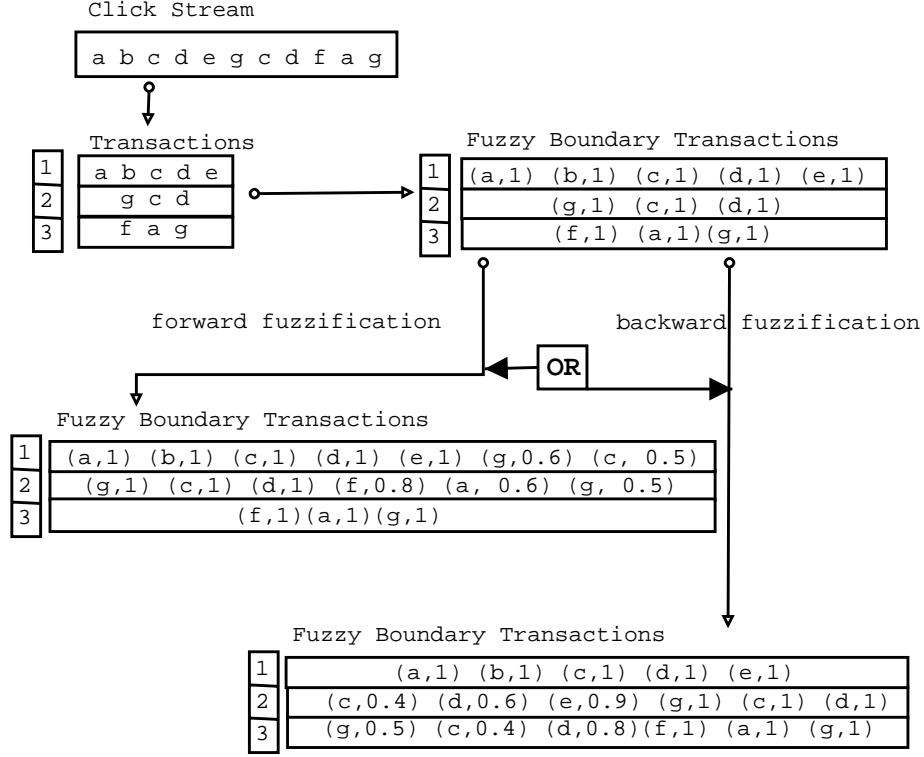 Click Stream
a b c d e g c d f a g
Transactions
1 a b c d e
2 g c d
3 f a g
Fuzzy Boundary Transactions
1 (a,1) (b,1) (c,1) (d,1) (e,1)
2 (g,1) (c,1) (d,1)
3 (f,1) (a,1)(g,1)
forward fuzzification
backward fuzzification
OR
Fuzzy Boundary Transactions
1 (a,1) (b,1) (c,1) (d,1) (e,1) (g,0.6) (c, 0.5)
2 (g,1) (c,1) (d,1) (f,0.8) (a, 0.6) (g, 0.5)
3 (f,1)(a,1)(g,1)
Fuzzy Boundary Transactions
1 (a,1) (b,1) (c,1) (d,1) (e,1)
2 (c,0.4) (d,0.6) (e,0.9) (g,1) (c,1) (d,1)
3 (g,0.5) (c,0.4) (d,0.8)(f,1) (a,1) (g,1)